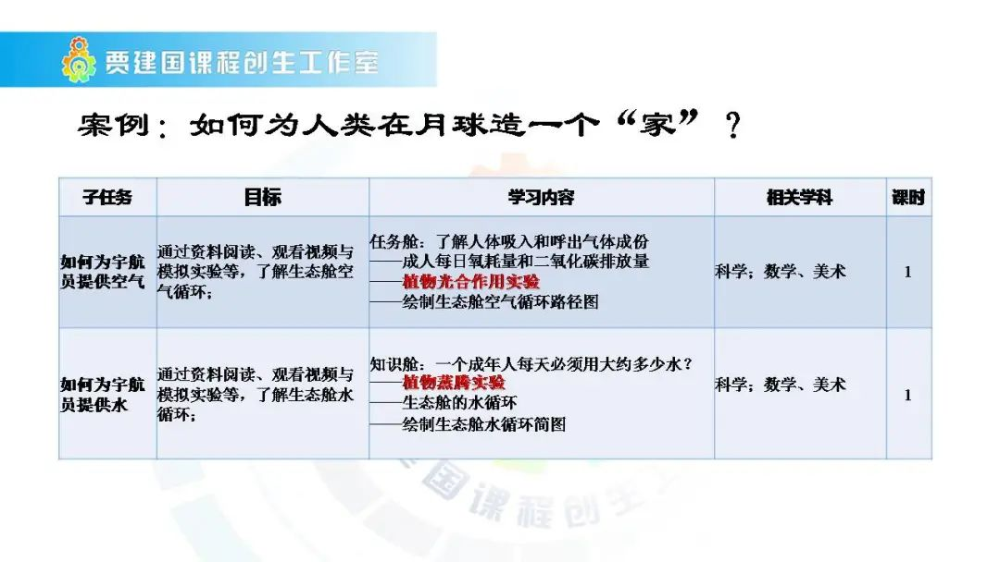 贾建国课程创生工作室
案例：如何为人类在月球造一个“家”？
子任务
目标
学习内容
相关学科
课时
如何为宇航
员提供空气
通过资料阅读、观看视频与
模拟实验等，了解生态舱空
气循环；
任务舱：了解人体吸入和呼出气体成份
——成人每日氧耗量和二氧化碳排放量
——植物光合作用实验
——绘制生态舱空气循环路径图
科学；数学、美术
1
如何为宇航
员提供水
通过资料阅读、观看视频与
模拟实验等，了解生态舱水
循环；
知识舱：一个成年人每天必须用大约多少水？
——植物蒸腾实验
——生态舱的水循环
——绘制生态舱水循环简图
科学；数学、美术
1
国课程创生工